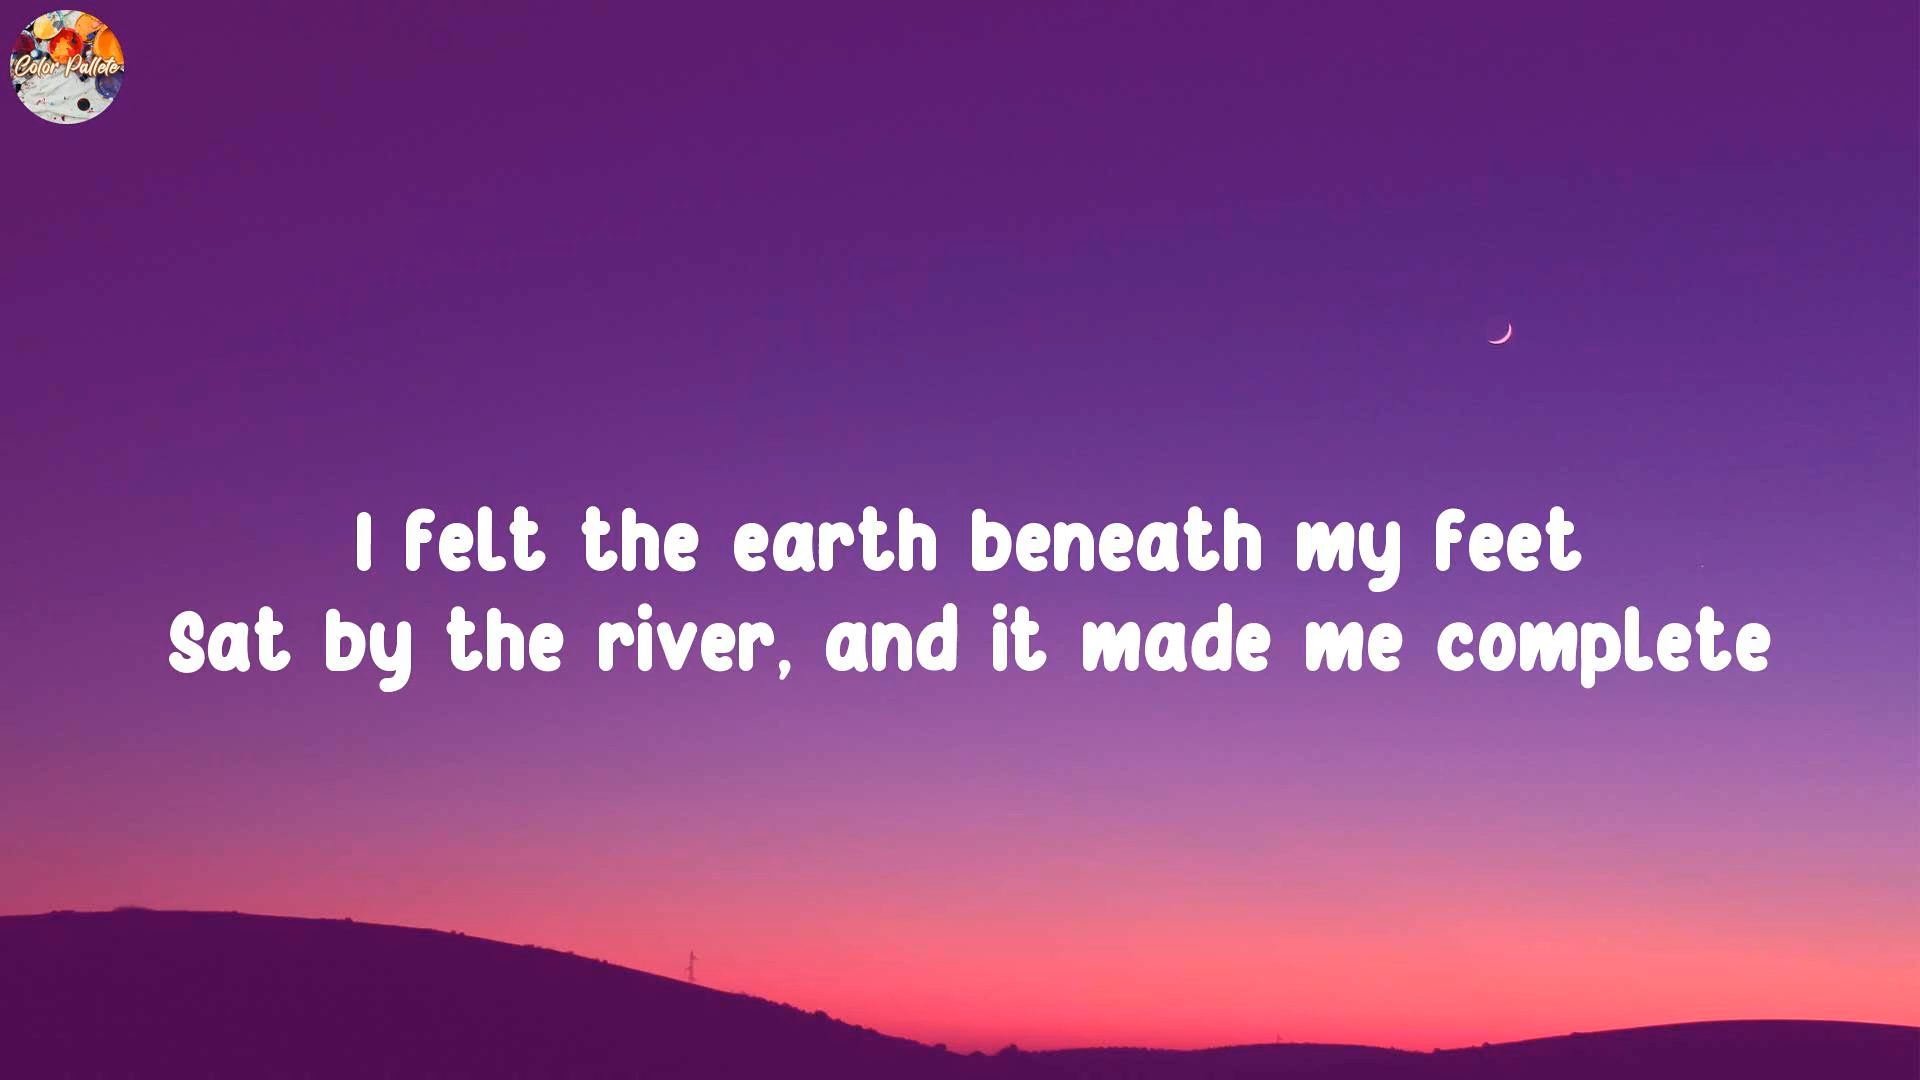 Color Pallete
I felt the earth beneath my feet
Sat by the river, and it made me complete